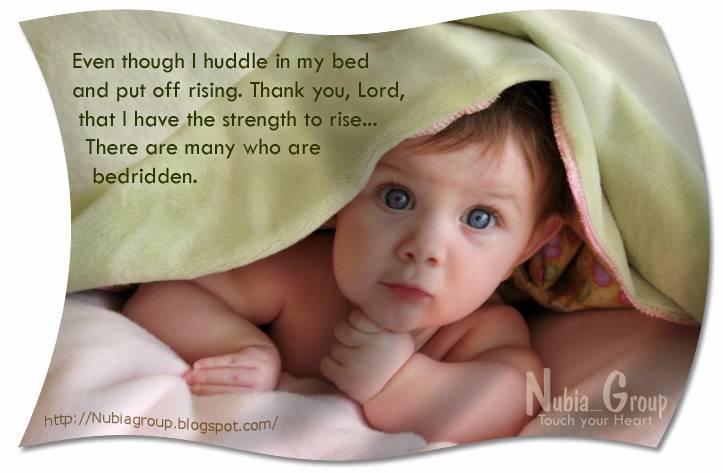 Even though I huddle in my bed
and put off rising. Thank you, Lord,
that I have the strength to rise...
There are many who are
bedridden.
Nubia_Group
Touch your Heart
http://Nubiagroup.blogspot.com/